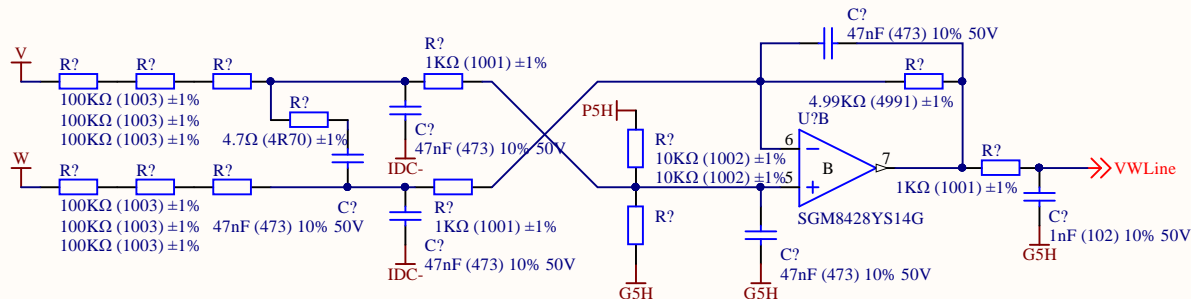 C?
47nF (473) 10% 50V
V
R?
R?
R?
R?
1KΩ (1001) ±1%
R?
100KΩ (1003) ±1%
100KΩ (1003) ±1%
100KΩ (1003) ±1%
R?
4.7Ω (4R70) ±1%
C?
47nF (473) 10% 50V
IDC-
P5H
R?
10KΩ (1002) ±1%
10KΩ (1002) ±1%
4.99KΩ (4991) ±1%
U?B
6
5
7
B
SGM8428YS14G
R?
1KΩ (1001) ±1%
VWLine
W
R?
R?
R?
100KΩ (1003) ±1%
100KΩ (1003) ±1%
100KΩ (1003) ±1%
C?
47nF (473) 10% 50V
R?
1KΩ (1001) ±1%
C?
47nF (473) 10% 50V
IDC-
R?
G5H
C?
47nF (473) 10% 50V
G5H
C?
1nF (102) 10% 50V
G5H